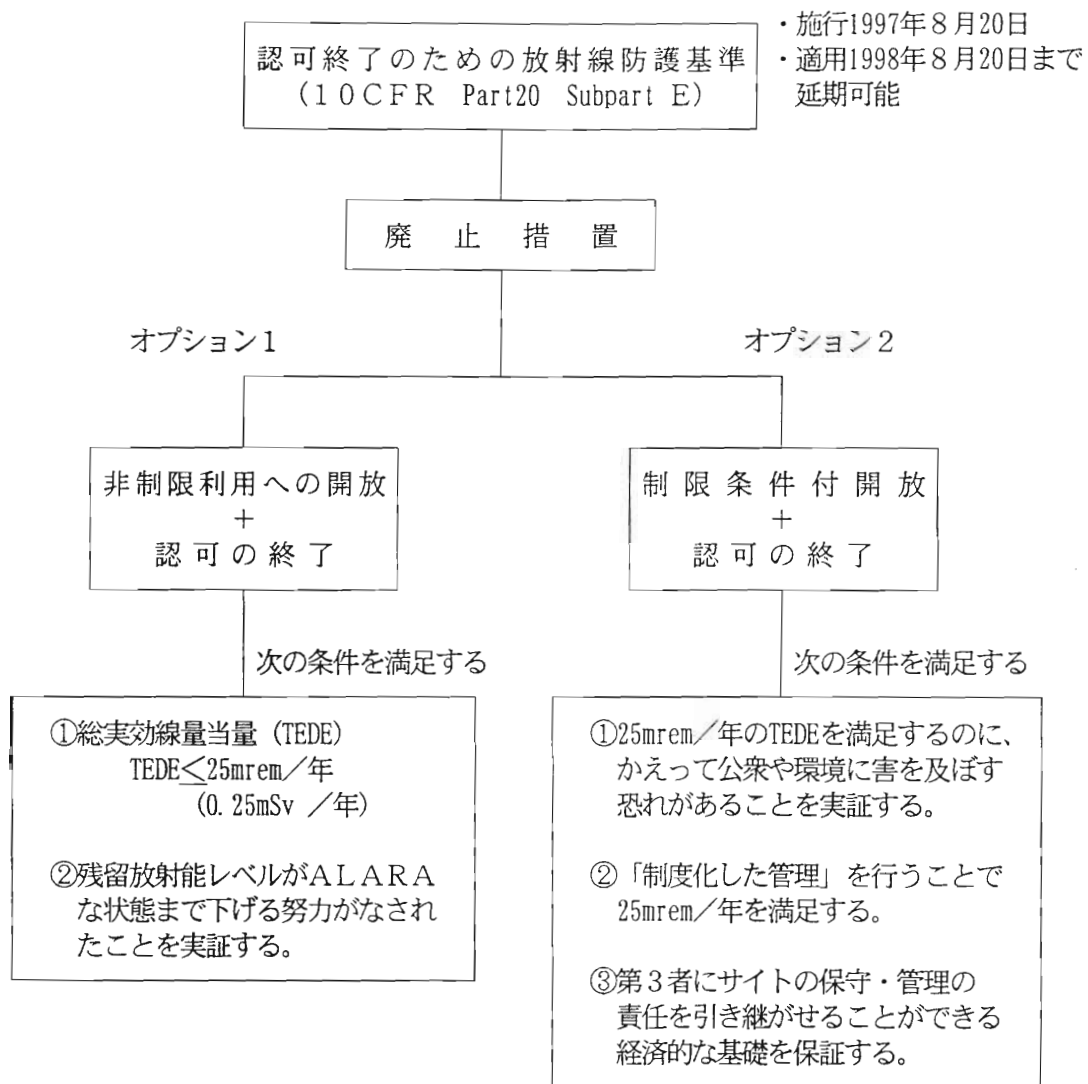 認可終了のための放射線防護基準
(10CFR Part20 Subpart E)
・施行1997年8月20日
・適用1998年8月20日まで
延期可能
廃止措置
オプション1
オプション2
非制限利用への開放
+
認可の終了
制限条件付開放
+
認可の終了
次の条件を満足する
次の条件を満足する
①総実効線量当量(TEDE)
TEDE≦25mrem/年
(0.25mSv /年)
②残留放射能レベルがALARA
な状態まで下げる努力がなされ
たことを実証する。
①25mrem/年のTEDEを満足するのに、
かえって公衆や環境に害を及ぼす
恐れがあることを実証する。
②「制度化した管理」を行うことで
25mrem/年を満足する。
③第3者にサイトの保守・管理の
責任を引き継がせることができる
経済的な基礎を保証する。